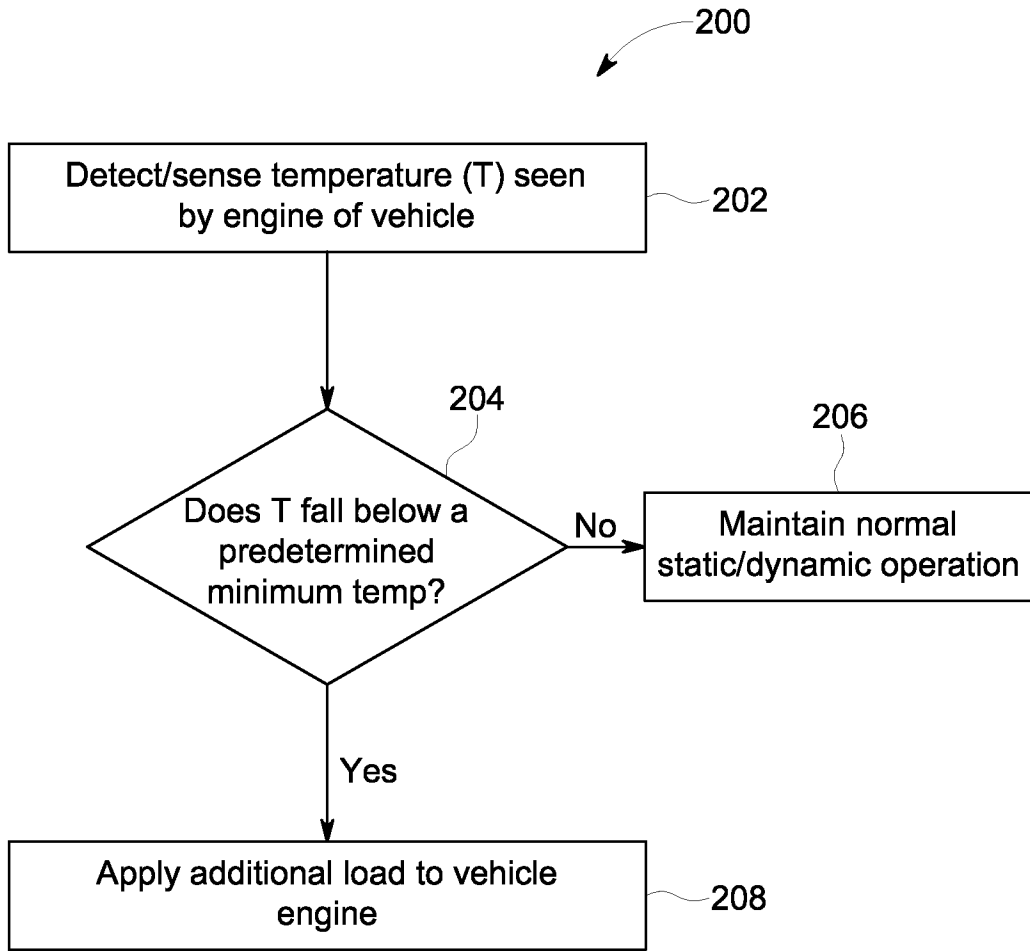 200
Detect/sense temperature (T) seen
by engine of vehicle
202
204
Does T fall below a
predetermined
minimum temp?
No
206
Maintain normal
static/dynamic operation
Yes
Apply additional load to vehicle
engine
208